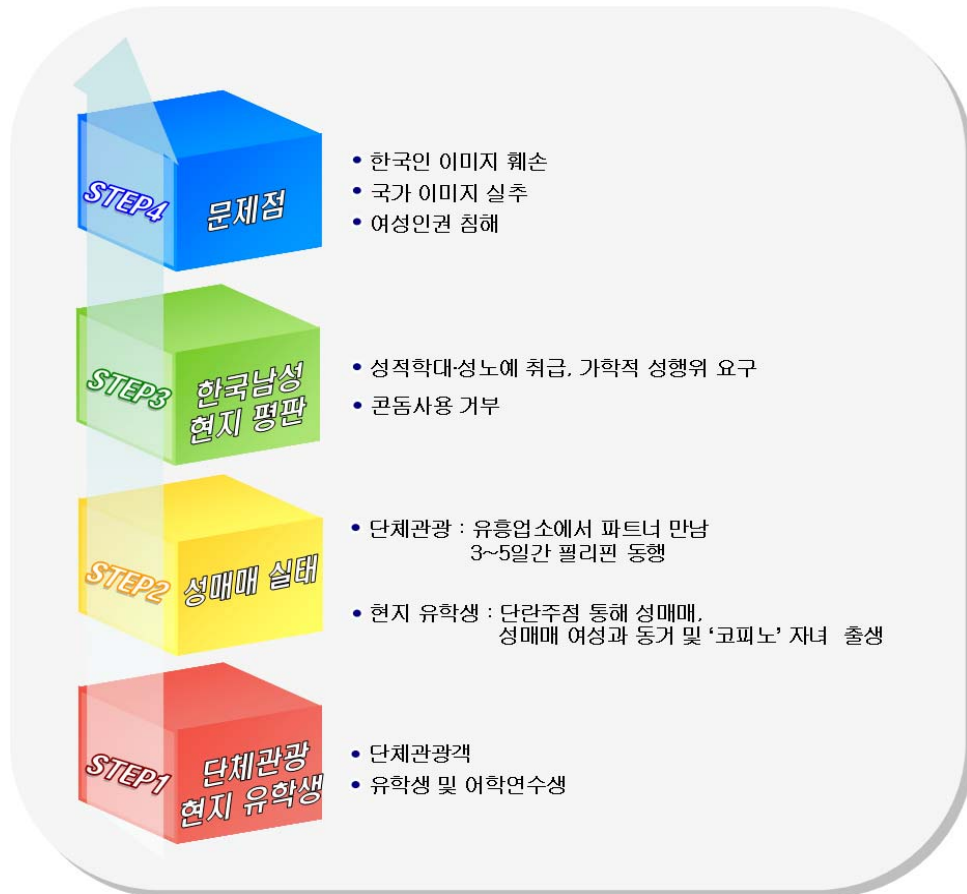 STEP4
문제점
• 한국인 이미지 훼손
• 국가 이미지 실추
• 여성인권 침해
STEP3
한국남성
현지 평판
• 성적학대·성노예 취급, 가학적 성행위 요구
• 콘돔사용 거부
STEP2
성매매 실태
• 단체관광 : 유흥업소에서 파트너 만남
3~5일간 필리핀 동행
• 현지 유학생 : 단란주점 통해 성매매,
성매매 여성과 동거 및 ‘코피노’ 자녀 출생
STEP1
단체관광
현지 유학생
• 단체관광객
• 유학생 및 어학연수생